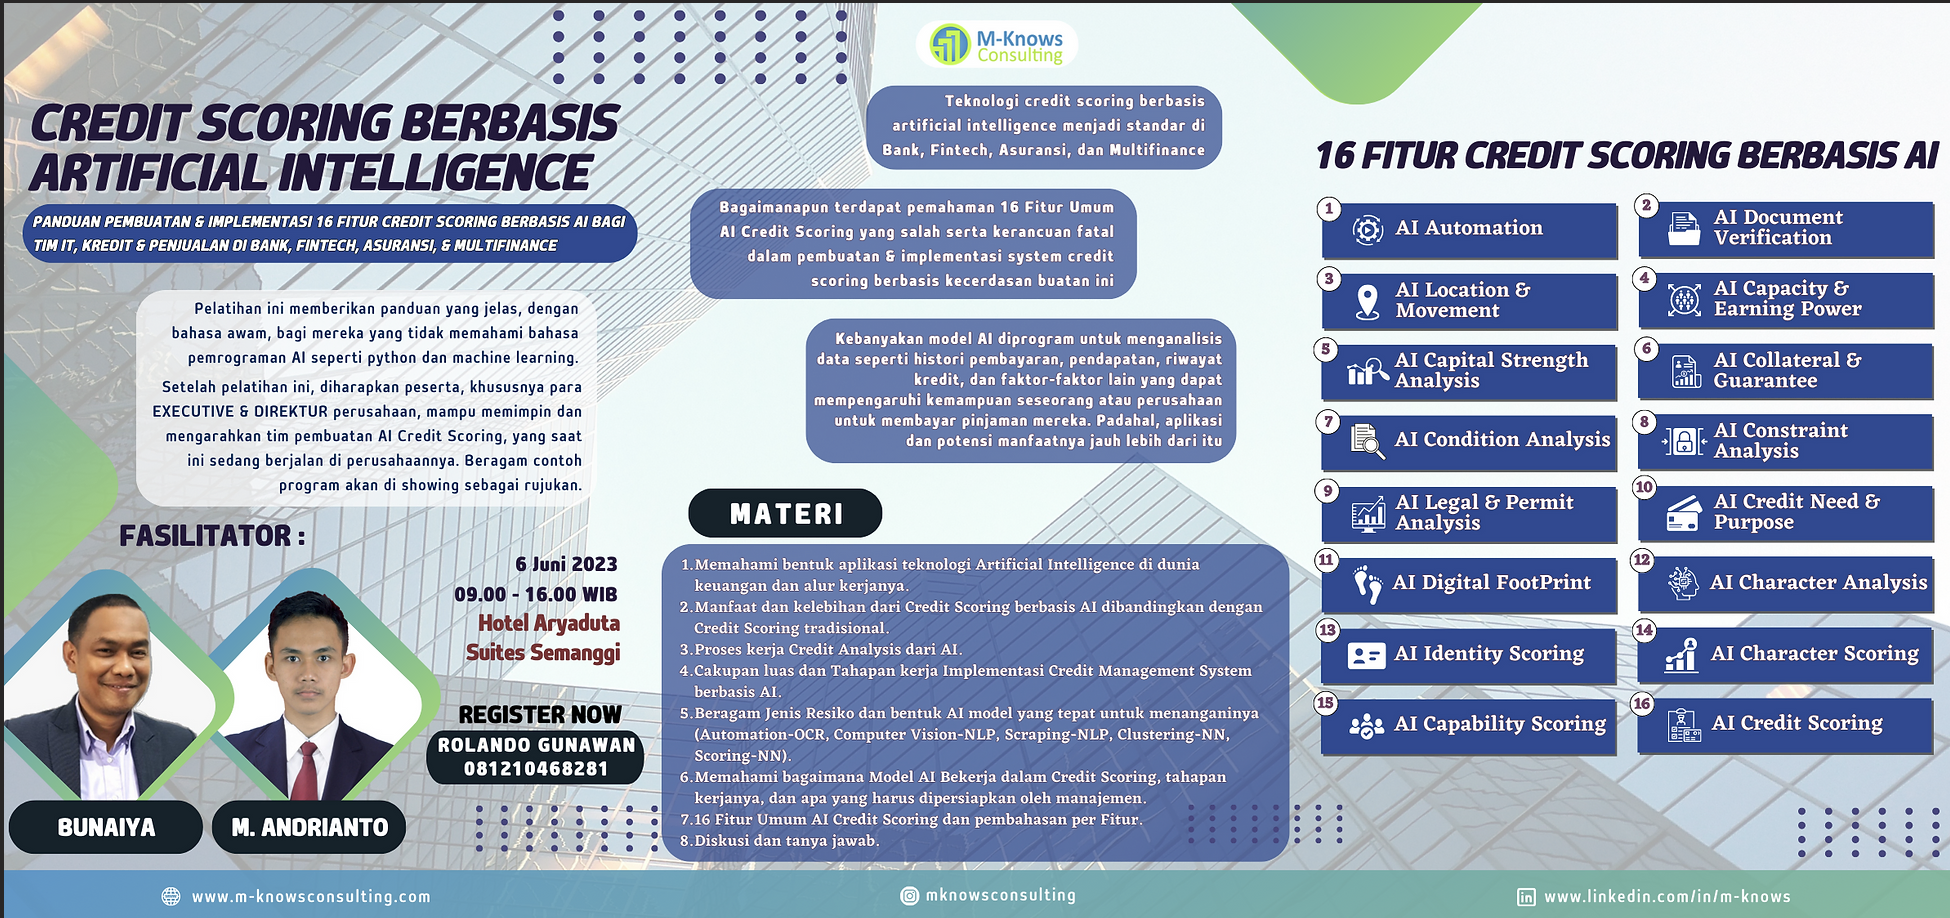 M-Knows
Consulting
CREDIT SCORING BERBASIS
ARTIFICIAL INTELLIGENCE
PANDUAN PEMBUATAN & IMPLEMENTASI 16 FITUR CREDIT SCORING BERBASIS AI BAGI
TIM IT, KREDIT & PENJUALAN DI BANK, FINTECH, ASURANSI, & MULTIFINANCE
Pelatihan ini memberikan panduan yang jelas, dengan
bahasa awam, bagi mereka yang tidak memahami bahasa
pemrograman AI seperti python dan machine learning.
Setelah pelatihan ini, diharapkan peserta, khususnya para
EXECUTIVE & DIREKTUR perusahaan, mampu memimpin dan
mengarahkan tim pembuatan AI Credit Scoring, yang saat
ini sedang berjalan di perusahaannya. Beragam contoh
program akan di showing sebagai rujukan.
FASILITATOR :
BUNAIYA
M. ANDRIANTO
6 Juni 2023
09.00 - 16.00 WIB
Hotel Aryaduta
Suites Semanggi
REGISTER NOW
ROLANDO GUNAWAN
081210468281
Teknologi credit scoring berbasis
artificial intelligence menjadi standar di
Bank, Fintech, Asuransi, dan Multifinance
Bagaimanapun terdapat pemahaman 16 Fitur Umum
AI Credit Scoring yang salah serta kerancuan fatal
dalam pembuatan & implementasi system credit
scoring berbasis kecerdasan buatan ini
Kebanyakan model AI diprogram untuk menganalisis
data seperti histori pembayaran, pendapatan, riwayat
kredit, dan faktor-faktor lain yang dapat
mempengaruhi kemampuan seseorang atau perusahaan
untuk membayar pinjaman mereka. Padahal, aplikasi
dan potensi manfaatnya jauh lebih dari itu
MATERI
1.Memahami bentuk aplikasi teknologi Artificial Intelligence di dunia
keuangan dan alur kerjanya.
2.Manfaat dan kelebihan dari Credit Scoring berbasis AI dibandingkan dengan
Credit Scoring tradisional.
3.Proses kerja Credit Analysis dari AI.
4.Cakupan luas dan Tahapan kerja Implementasi Credit Management System
berbasis AI.
5.Beragam Jenis Resiko dan bentuk AI model yang tepat untuk menanganinya
(Automation-OCR, Computer Vision-NLP, Scraping-NLP, Clustering-NN,
Scoring-NN).
6.Memahami bagaimana Model AI Bekerja dalam Credit Scoring, tahapan
kerjanya, dan apa yang harus dipersiapkan oleh manajemen.
7.16 Fitur Umum AI Credit Scoring dan pembahasan per Fitur.
8.Diskusi dan tanya jawab.
16 FITUR CREDIT SCORING BERBASIS AI
1
AI Automation
2
AI Document
Verification
3
AI Location &
Movement
4
AI Capacity &
Earning Power
5
AI Capital Strength
Analysis
6
AI Collateral &
Guarantee
7
AI Condition Analysis
8
AI Constraint
Analysis
9
AI Legal & Permit
Analysis
10
AI Credit Need &
Purpose
11
AI Digital FootPrint
12
AI Character Analysis
13
AI Identity Scoring
14
AI Character Scoring
15
AI Capability Scoring
16
AI Credit Scoring
www.m-knowsconsulting.com
mknowsconsulting
www.linkedin.com/in/m-knows